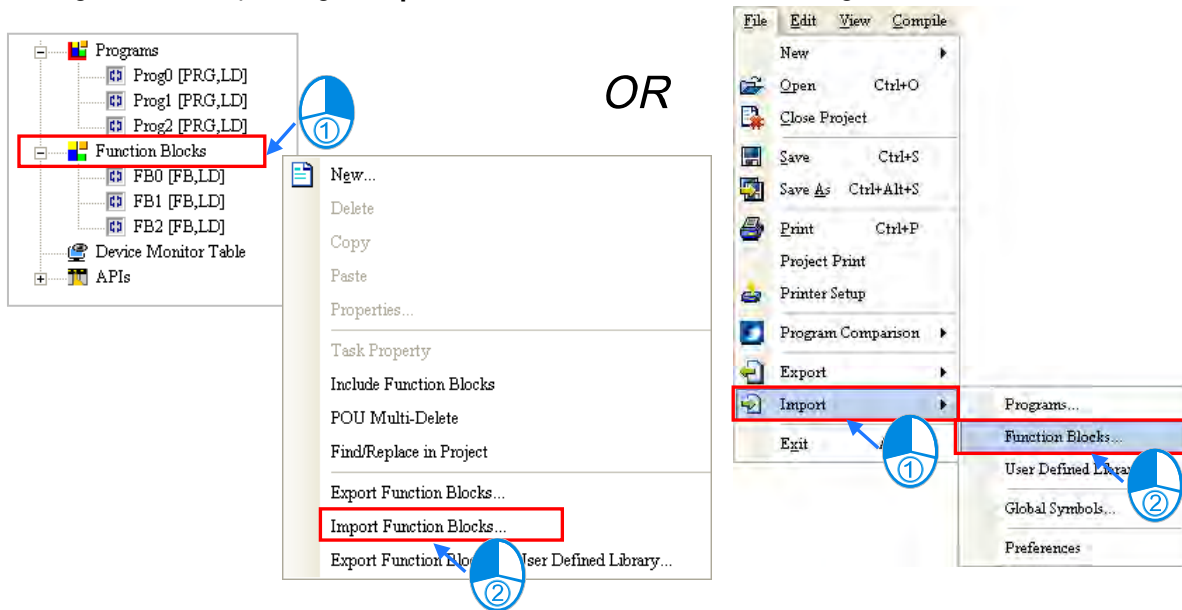 Programs
Prog0 [PRG,LD]
Prog1 [PRG,LD]
Prog2 [PRG,LD]
Function Blocks
FB0 [FB,LD]
FB1 [FB,LD]
FB2 [FB,LD]
Device Monitor Table
APIs
①
New...
Delete
Copy
Paste
Properties...
Task Property
Include Function Blocks
POU Multi-Delete
Find/Replace in Project
Export Function Blocks...
Import Function Blocks...
Export Function User Defined Library...
②
OR
File Edit View Compile
New
Open Ctrl+O
Close Project
Save Ctrl+S
Save As Ctrl+Alt+S
Print Ctrl+P
Project Print
Printer Setup
Program Comparison
Export
Import
Exit
①
Programs...
Function Blocks...
User Defined
Global Symbols...
Preferences
②